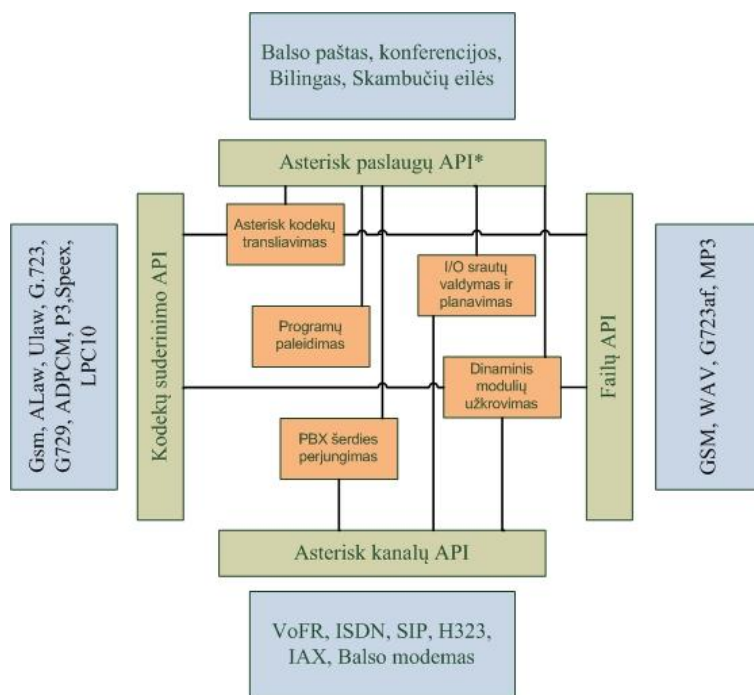 Balso paštas, konferencijos,
Bilingas, Skambučių eilės
Asterisk paslaugų API*
Asterisk kodekų
transliavimas
I/O srautų
valdymas ir
planavimas
Programų
paleidimas
Dinaminis
modulių
užkrovimas
PBX šerdies
perjungimas
Gsm, ALaw, Ulaw, G.723,
G729, ADPCM, P3,Speex,
LPC10
Kodekų suderinimo API
Failų API
GSM, WAV, G723af, MP3
Asterisk kanalų API
VoFR, ISDN, SIP, H323,
IAX, Balso modemas